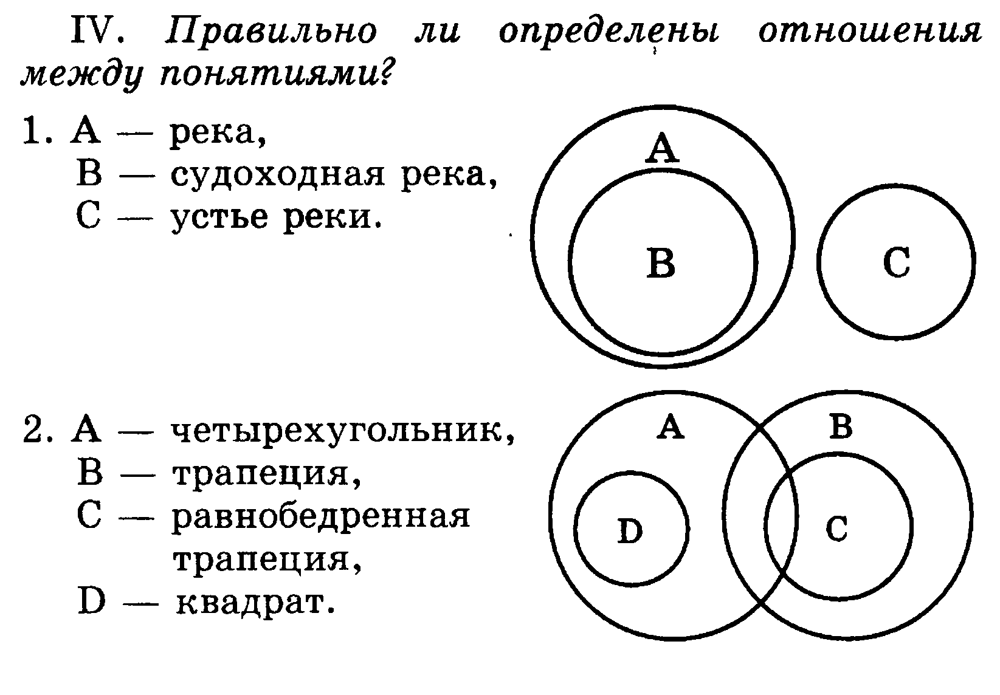 IV. Правильно ли определены отношения
между понятиями?
1. А — река,
В — судоходная река,
С — устье реки.
А
В
С
2. А — четырехугольник,
В — трапеция,
С — равнобедренная
трапеция,
D — квадрат.
А
В
D
С